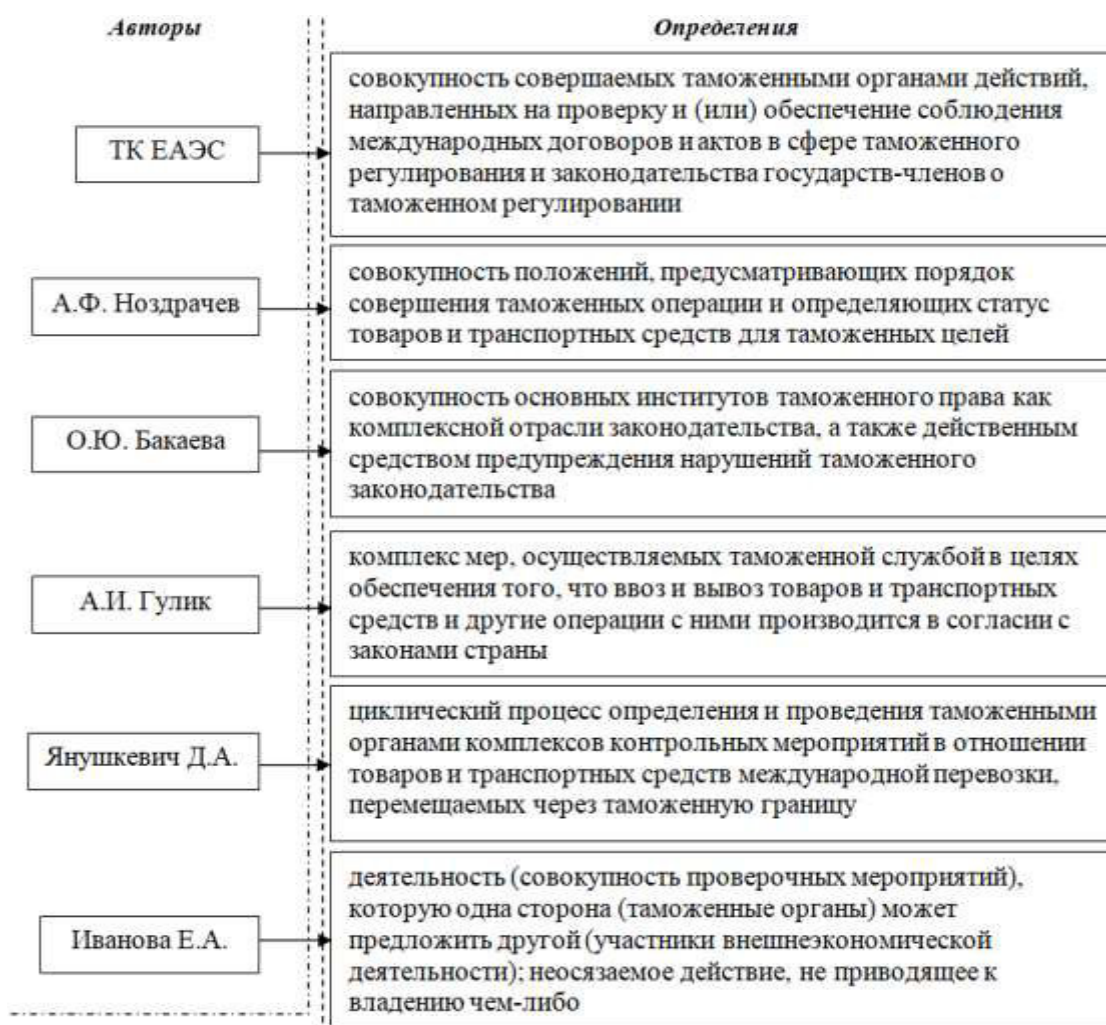 Авторы
Определения
ТК ЕАЭС
совокупность совершаемых таможенными органами действий,
направленных на проверку и (или) обеспечение соблюдения
международных договоров и актов в сфере таможенного
регулирования и законодательства государств-членов о
таможенном регулировании
А.Ф. Ноздрачев
совокупность положений, предусматривающих порядок
совершения таможенных операции и определяющих статус
товаров и транспортных средств для таможенных целей
О.Ю. Бакаева
совокупность основных институтов таможенного права как
комплексной отрасли законодательства, а также действенным
средством предупреждения нарушений таможенного
законодательства
А.И. Гулик
комплекс мер, осуществляемых таможенной службой в целях
обеспечения того, что ввоз и вывоз товаров и транспортных
средств и другие операции с ними производится в согласии с
законами страны
Янушкевич Д.А.
циклический процесс определения и проведения таможенными
органами комплексов контрольных мероприятий в отношении
товаров и транспортных средств международной перевозки,
перемещаемых через таможенную границу
Иванова Е.А.
деятельность (совокупность проверочных мероприятий),
которую одна сторона (таможенные органы) может
предложить другой (участники внешнеэкономической
деятельности); неосязаемое действие, не приводящее к
владению чем-либо